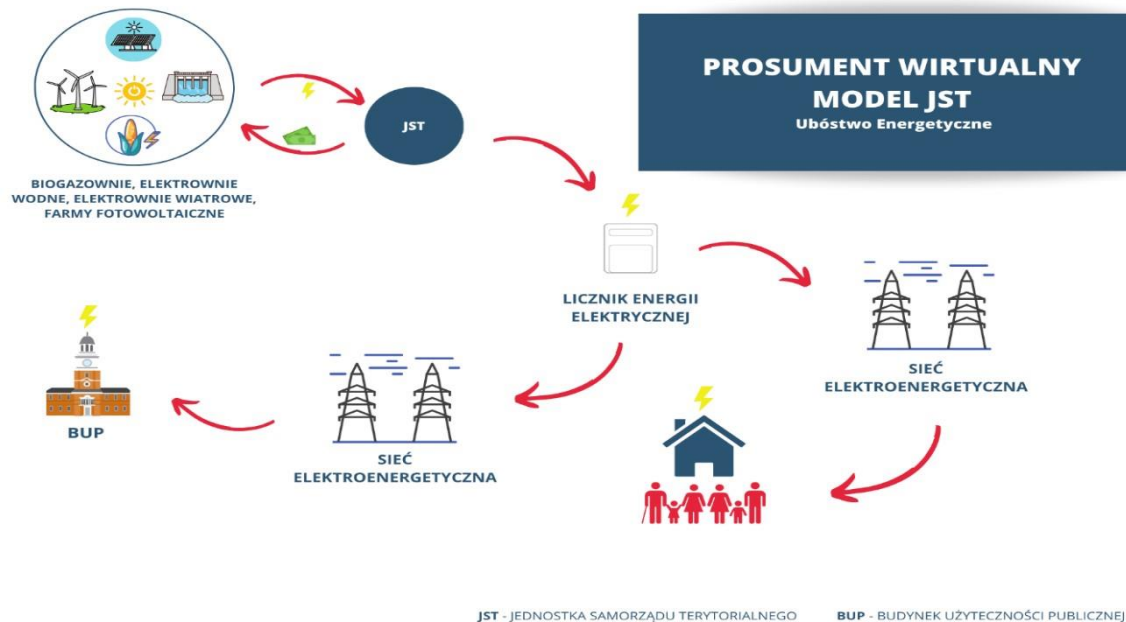 PROSUMENT WIRTUALNY
MODEL JST
Ubóstwo Energetyczne
JST
BIOGAZOWNIE, ELEKTROWNIE
WODNE, ELEKTROWNIE WIATROWE,
FARMY FOTOWOLTAICZNE
LICZNIK ENERGII
ELEKTRYCZNEJ
SIEĆ
ELEKTROENERGETYCZNA
BUP
SIEĆ
ELEKTROENERGETYCZNA
JST - JEDNOSTKA SAMORZĄDU TERYTORIALNEGO
BUP - BUDYNEK UŻYTECZNOŚCI PUBLICZNEJ